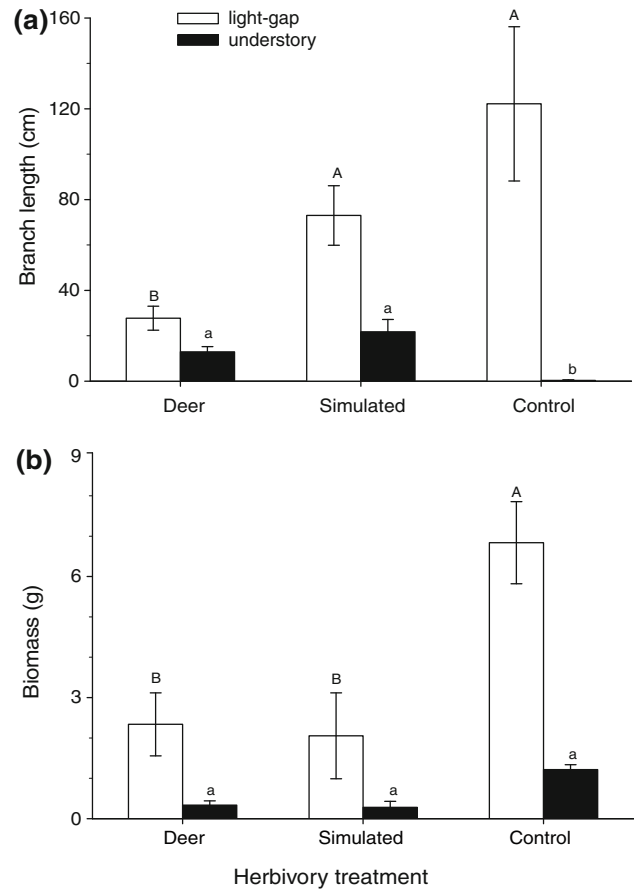 (a)
light-gap
understory
Branch length (cm)
160
120
80
40
0
B
a
A
a
A
b
Deer Simulated Control
(b)
Biomass (g)
9
6
3
0
B
a
B
a
A
a
Deer Simulated Control
Herbivory treatment